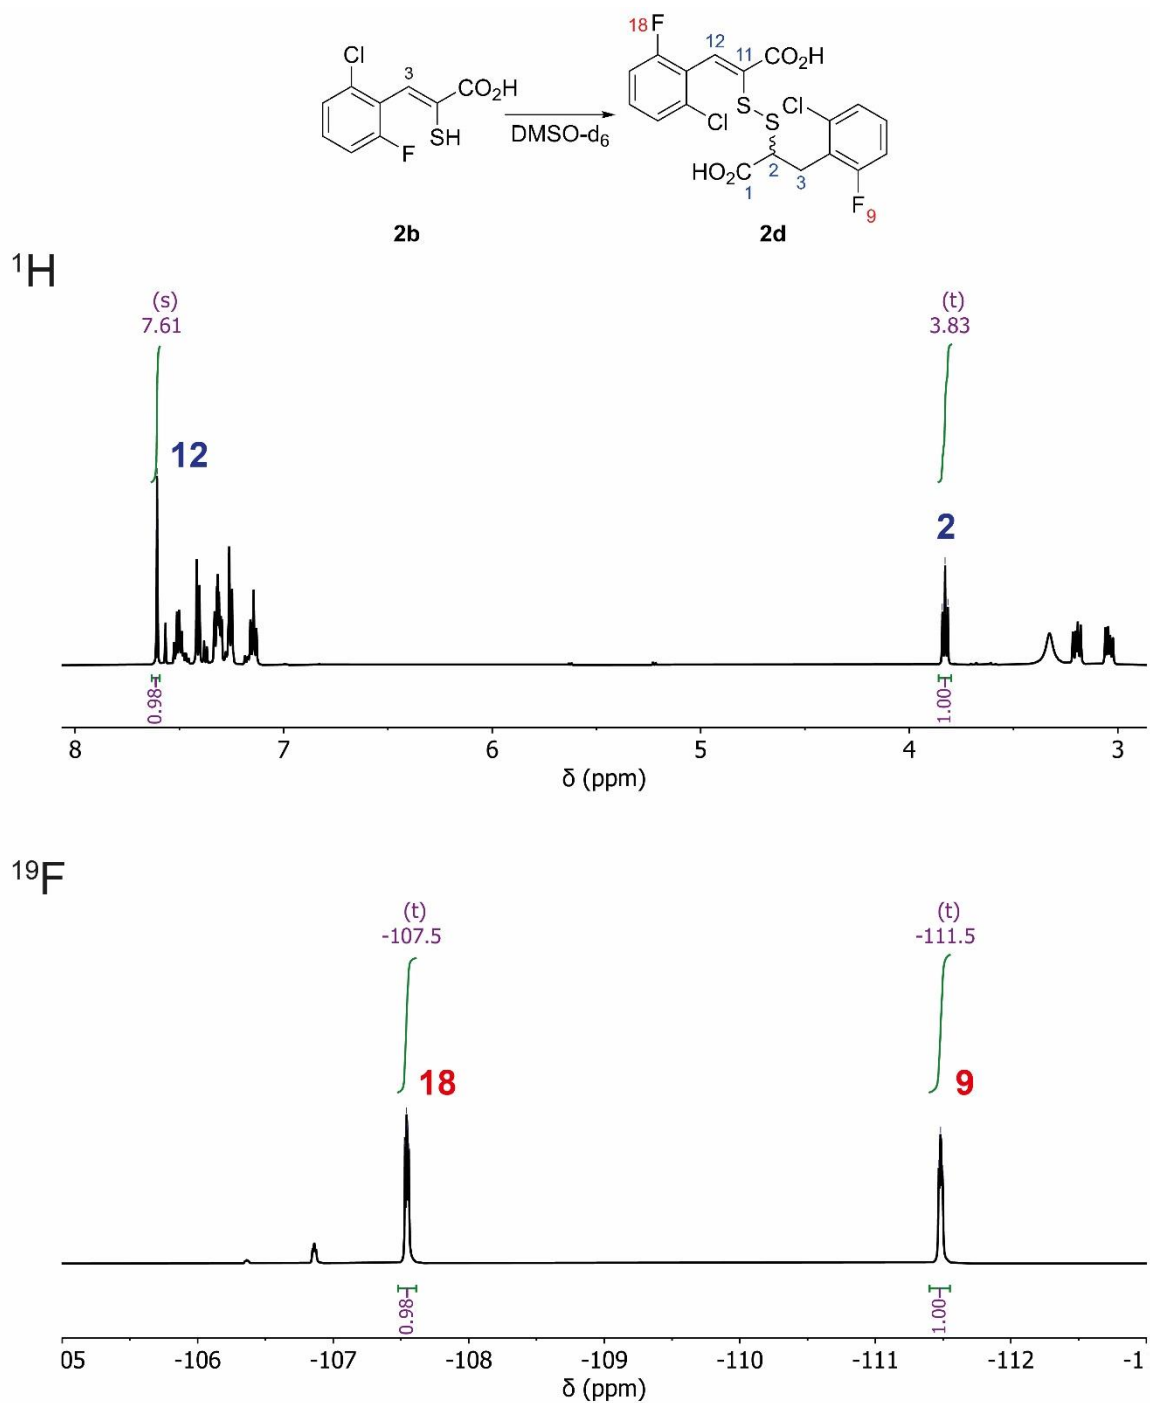 18F 12 11 CO2H
Cl 3 CO2H
SH F
DMSO-d6
Cl S S Cl
HO2C 1 2 3
F 9
2b 2d
1H
(s) (t)
7.61 3.83
12 2
0.98 1.00
8 7 6 5 4 3
δ (ppm)
19F
(t) (t)
-107.5 -111.5
18 9
0.98 1.00
05 -106 -107 -108 -109 -110 -111 -112 -1
δ (ppm)